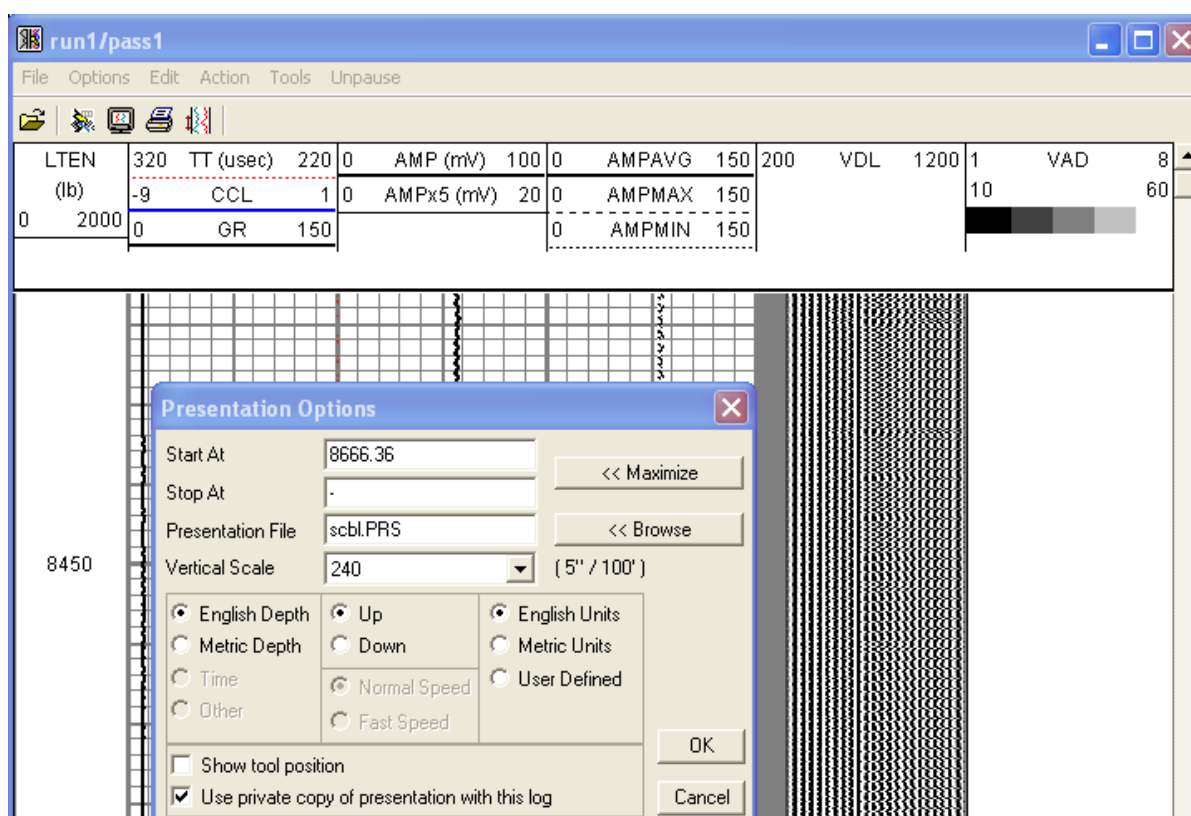 run1/pass1
File Options Edit Action Tools Unpause
LTEN 320 TT (usec) 220 0 AMP (mV) 100 0 AMPAVG 150 200 VDL 1200 1 VAD 8
(lb) -9 CCL 1 0 AMPx5 (mV) 20 0 AMPMAX 150 10 60
0 2000 0 GR 150 0 AMPMIN 150
Presentation Options
Start At 8666.36 << Maximize
Stop At -
Presentation File scbl.PRS << Browse
8450 Vertical Scale 240 ( 5" / 100' )
English Depth Up English Units
Metric Depth Down Metric Units
Time Normal Speed User Defined
Other Fast Speed
OK
Show tool position
Use private copy of presentation with this log Cancel